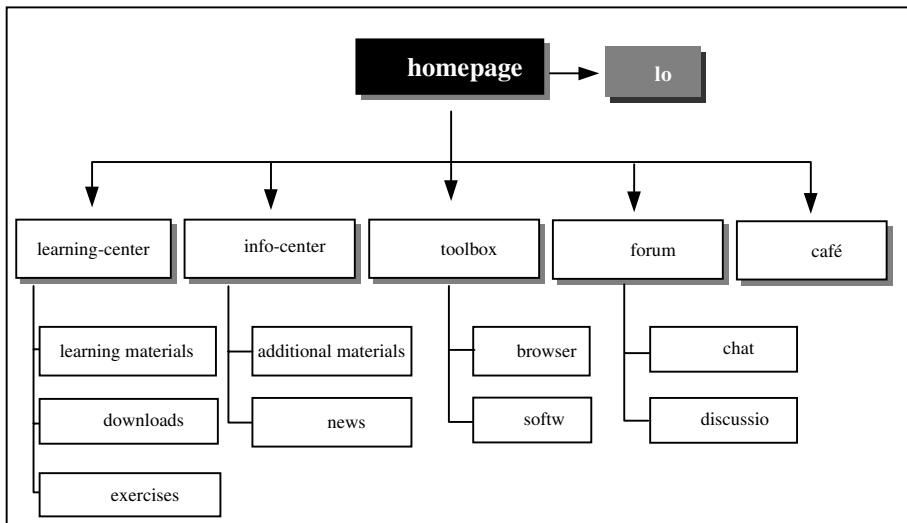 homepage
lo
learning-center
info-center
toolbox
forum
café
learning materials
additional materials
browser
chat
downloads
news
softw
discussio
exercises